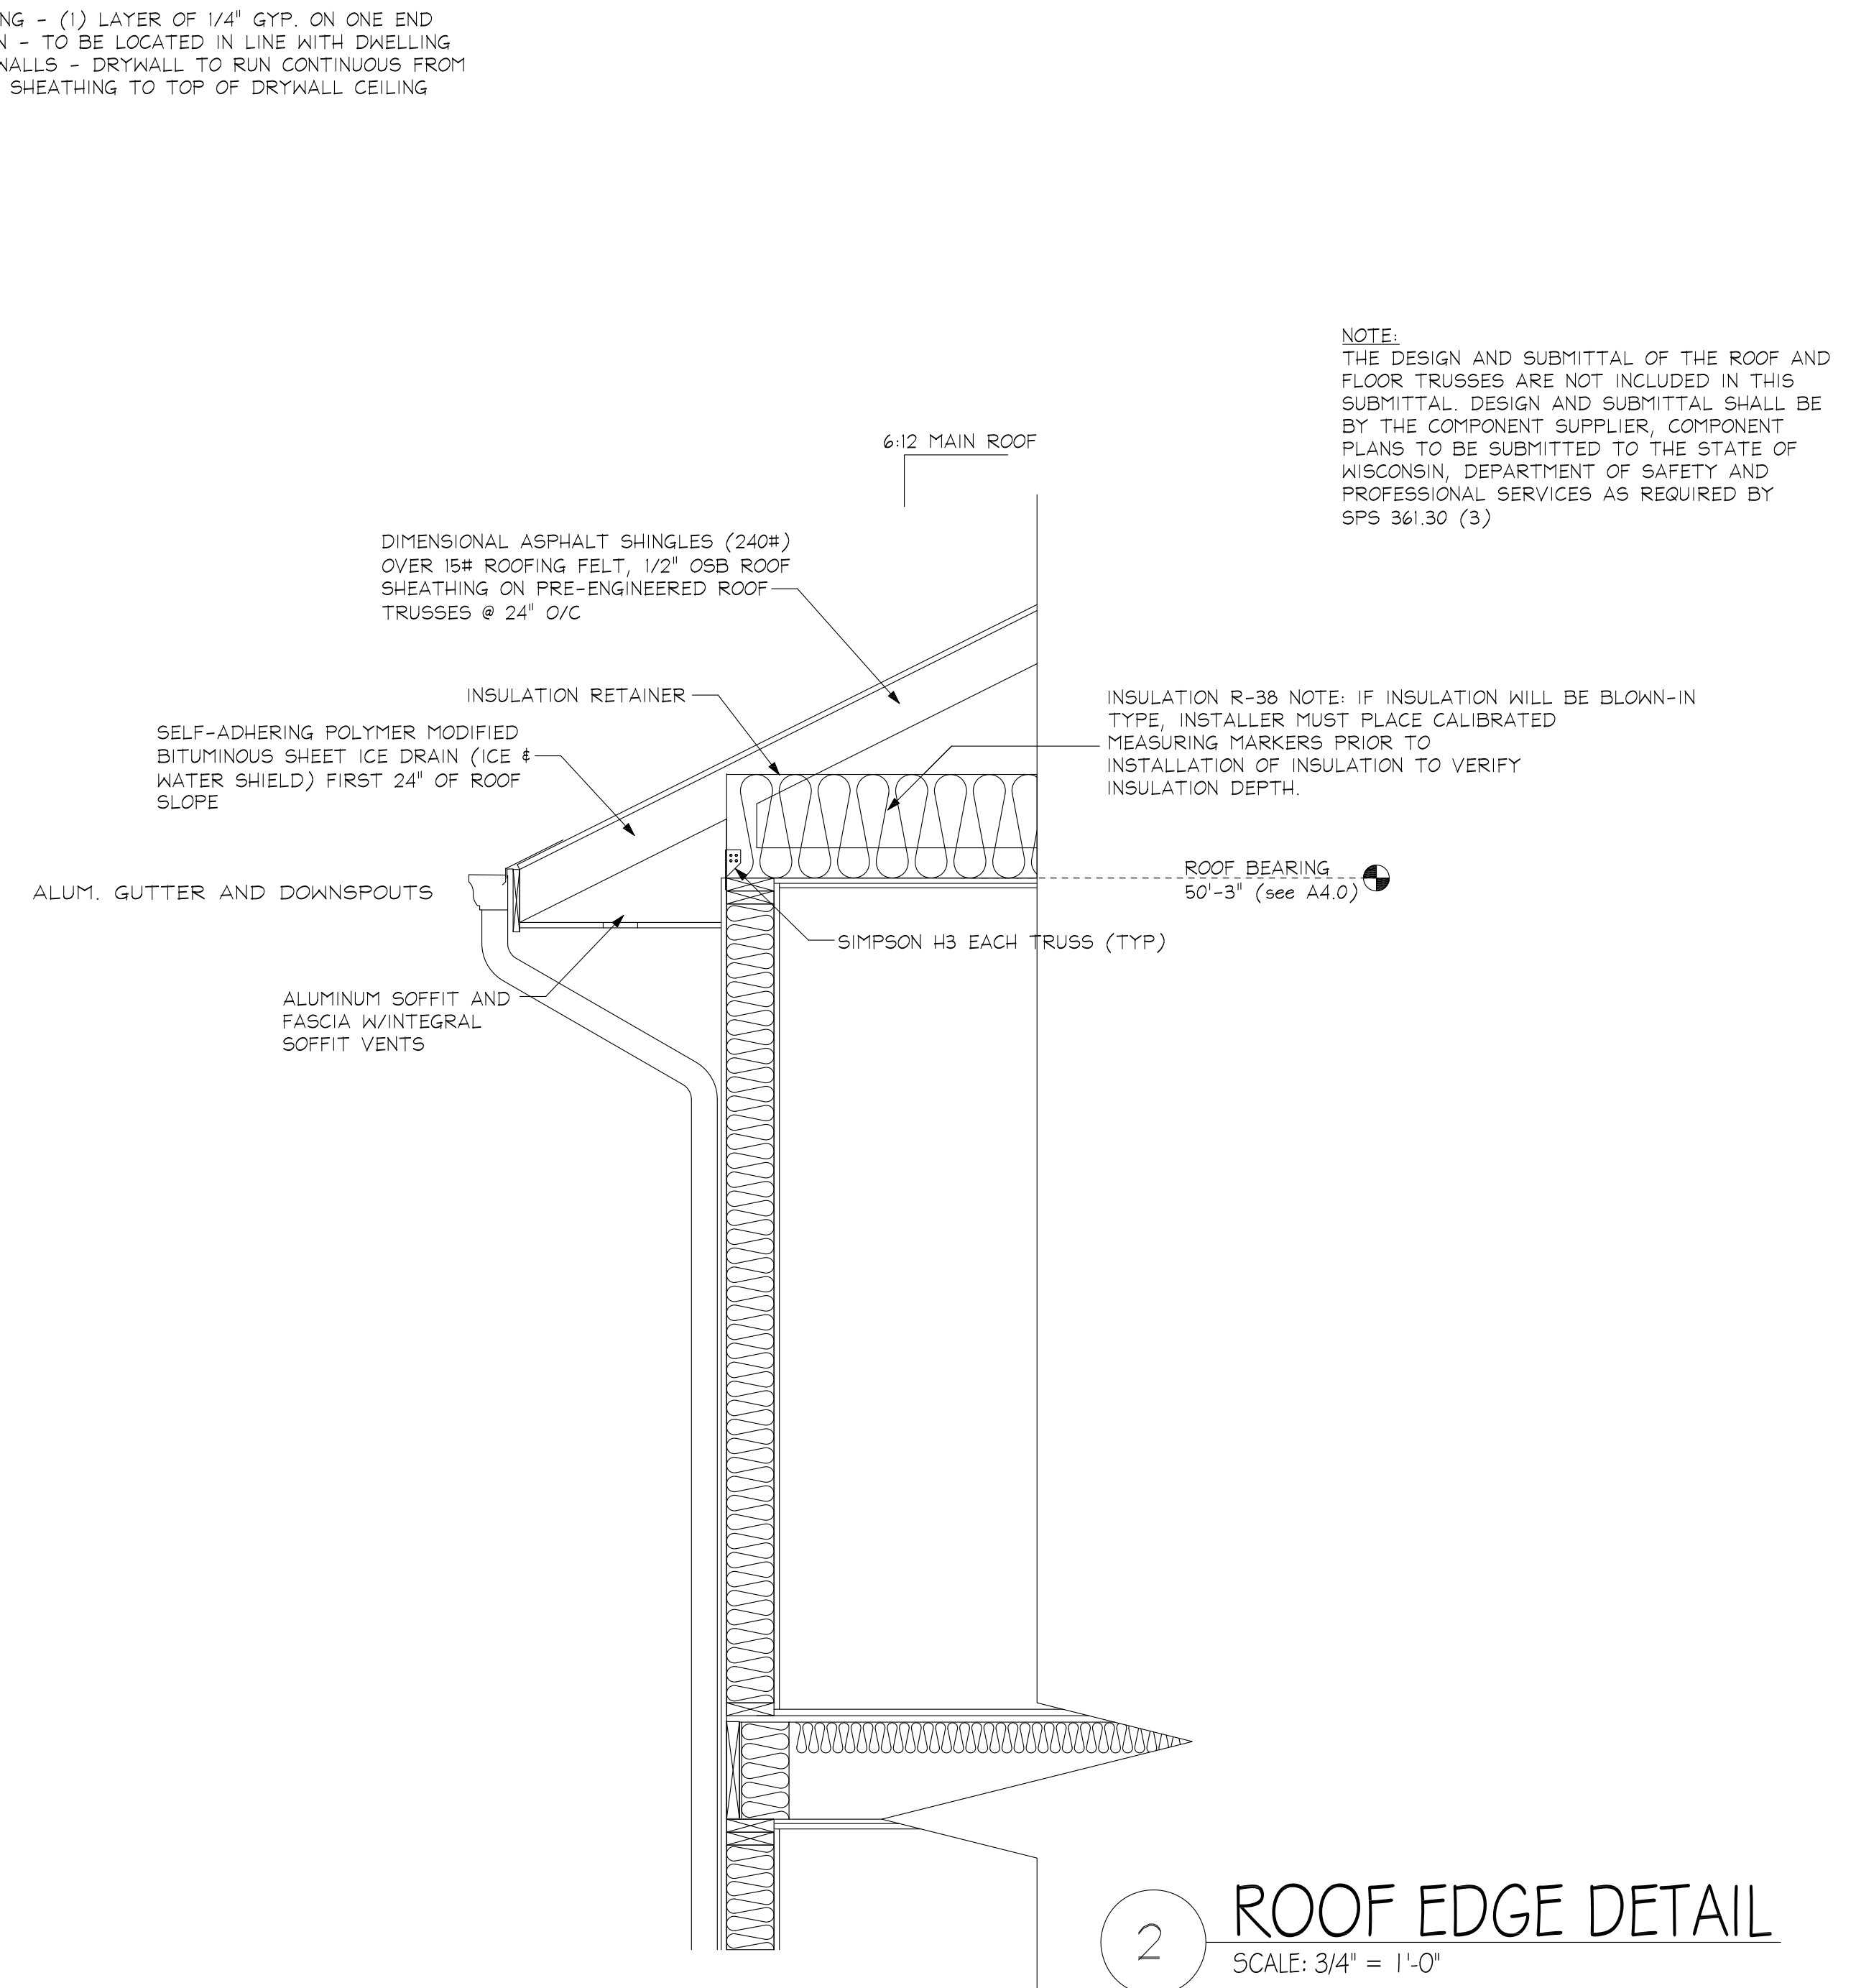 NG - (1) LAYER OF 1/4" GYP. ON ONE END
N - TO BE LOCATED IN LINE WITH DWELLING
WALLS - DRYWALL TO RUN CONTINUOUS FROM
SHEATHING TO TOP OF DRYWALL CEILING
NOTE:
THE DESIGN AND SUBMITTAL OF THE ROOF AND
FLOOR TRUSSES ARE NOT INCLUDED IN THIS
SUBMITTAL. DESIGN AND SUBMITTAL SHALL BE
BY THE COMPONENT SUPPLIER, COMPONENT
PLANS TO BE SUBMITTED TO THE STATE OF
WISCONSIN, DEPARTMENT OF SAFETY AND
PROFESSIONAL SERVICES AS REQUIRED BY
SPS 361.30 (3)
6:12 MAIN ROOF
DIMENSIONAL ASPHALT SHINGLES (240#)
OVER 15# ROOFING FELT, 1/2" OSB ROOF
SHEATHING ON PRE-ENGINEERED ROOF
TRUSSES @ 24" O/C
INSULATION RETAINER
INSULATION R-38 NOTE: IF INSULATION WILL BE BLOWN-IN
TYPE, INSTALLER MUST PLACE CALIBRATED
MEASURING MARKERS PRIOR TO
INSTALLATION OF INSULATION TO VERIFY
INSULATION DEPTH.
SELF-ADHERING POLYMER MODIFIED
BITUMINOUS SHEET ICE DRAIN (ICE &
WATER SHIELD) FIRST 24" OF ROOF
SLOPE
ROOF BEARING
50'-3" (see A4.0)
ALUM. GUTTER AND DOWNSPOUTS
SIMPSON H3 EACH TRUSS (TYP)
ALUMINUM SOFFIT AND
FASCIA W/INTEGRAL
SOFFIT VENTS
2
ROOF EDGE DETAIL
SCALE: 3/4" = 1'-0"